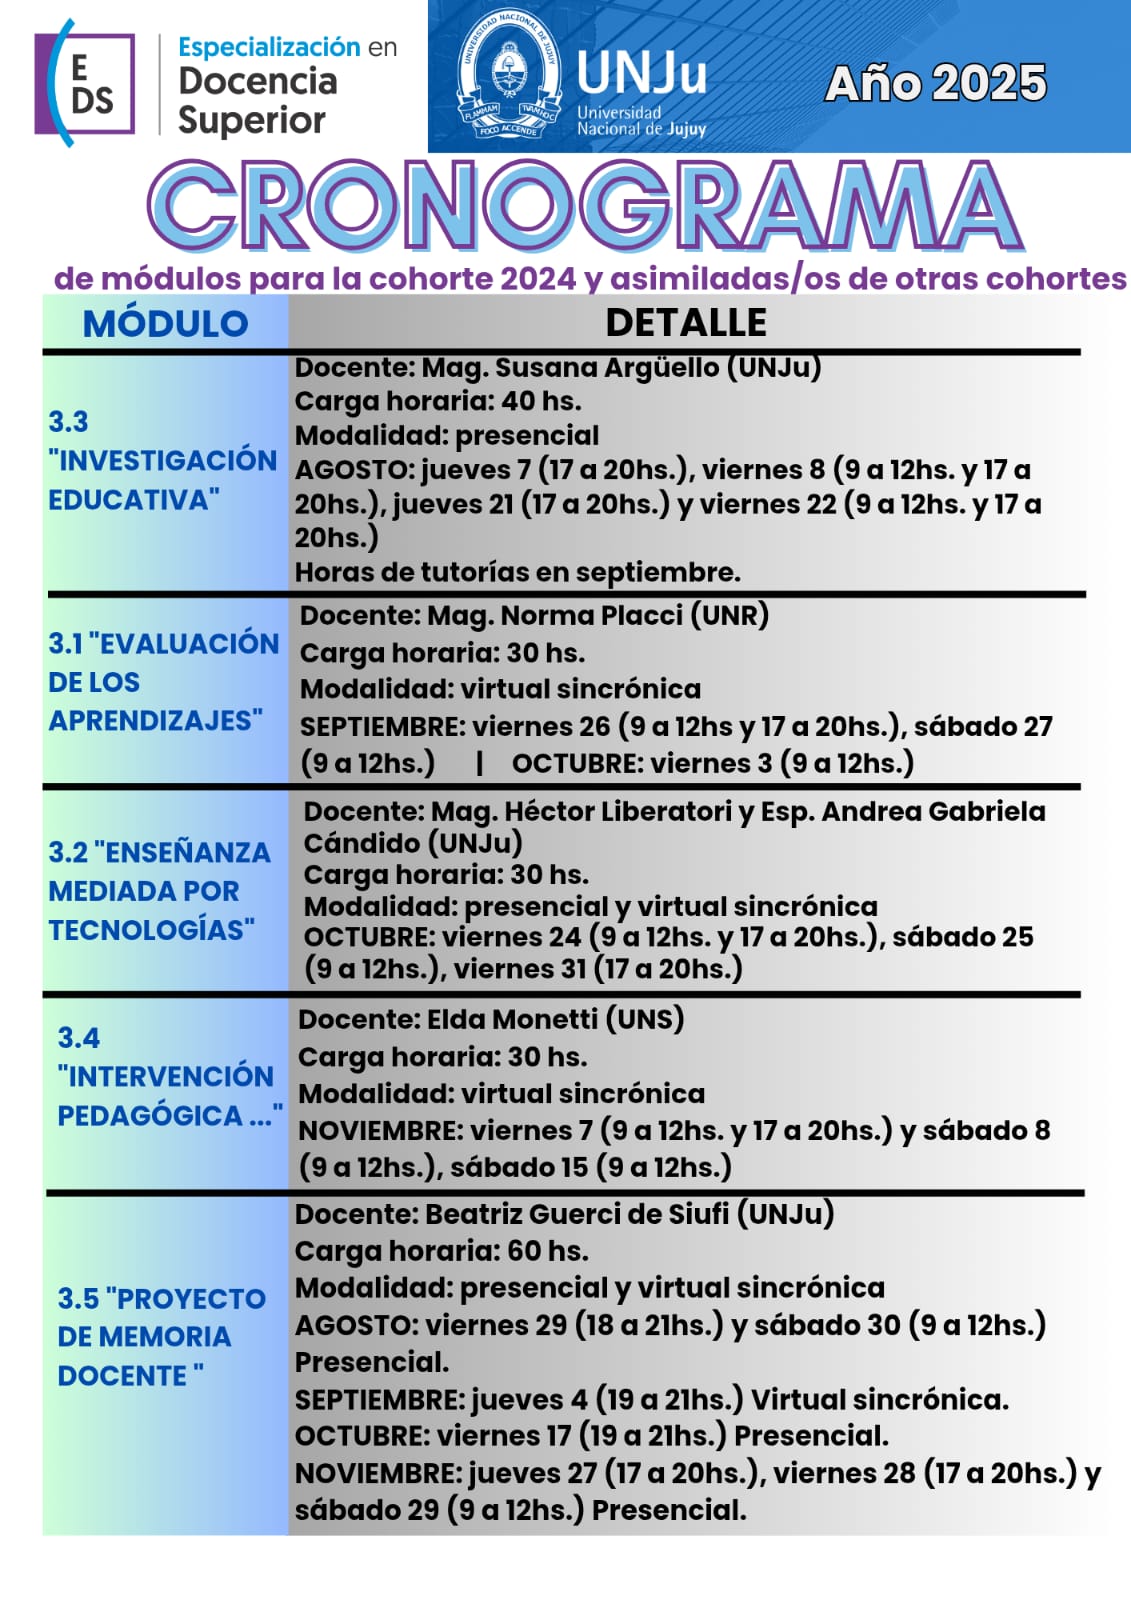 E
DS
Especialización en
Docencia
Superior
UNIVERSIDAD NACIONAL DE JUJUY
FLAMMAM
TVAM HOC
FOCO ACCENDE
UNJu
Universidad
Nacional de Jujuy
Año 2025
CRONOGRAMA
de módulos para la cohorte 2024 y asimiladas/os de otras cohortes
MÓDULO
DETALLE
3.3
"INVESTIGACIÓN
EDUCATIVA"
Docente: Mag. Susana Argüello (UNJu)
Carga horaria: 40 hs.
Modalidad: presencial
AGOSTO: jueves 7 (17 a 20hs.), viernes 8 (9 a 12hs. y 17 a
20hs.), jueves 21 (17 a 20hs.) y viernes 22 (9 a 12hs. y 17 a
20hs.)
Horas de tutorías en septiembre.
3.1 "EVALUACIÓN
DE LOS
APRENDIZAJES"
Docente: Mag. Norma Placci (UNR)
Carga horaria: 30 hs.
Modalidad: virtual sincrónica
SEPTIEMBRE: viernes 26 (9 a 12hs y 17 a 20hs.), sábado 27
(9 a 12hs.) | OCTUBRE: viernes 3 (9 a 12hs.)
3.2 "ENSEÑANZA
MEDIADA POR
TECNOLOGÍAS"
Docente: Mag. Héctor Liberatori y Esp. Andrea Gabriela
Cándido (UNJu)
Carga horaria: 30 hs.
Modalidad: presencial y virtual sincrónica
OCTUBRE: viernes 24 (9 a 12hs. y 17 a 20hs.), sábado 25
(9 a 12hs.), viernes 31 (17 a 20hs.)
3.4
"INTERVENCIÓN
PEDAGÓGICA ..."
Docente: Elda Monetti (UNS)
Carga horaria: 30 hs.
Modalidad: virtual sincrónica
NOVIEMBRE: viernes 7 (9 a 12hs. y 17 a 20hs.) y sábado 8
(9 a 12hs.), sábado 15 (9 a 12hs.)
3.5 "PROYECTO
DE MEMORIA
DOCENTE "
Docente: Beatriz Guerci de Siufi (UNJu)
Carga horaria: 60 hs.
Modalidad: presencial y virtual sincrónica
AGOSTO: viernes 29 (18 a 21hs.) y sábado 30 (9 a 12hs.)
Presencial.
SEPTIEMBRE: jueves 4 (19 a 21hs.) Virtual sincrónica.
OCTUBRE: viernes 17 (19 a 21hs.) Presencial.
NOVIEMBRE: jueves 27 (17 a 20hs.), viernes 28 (17 a 20hs.) y
sábado 29 (9 a 12hs.) Presencial.